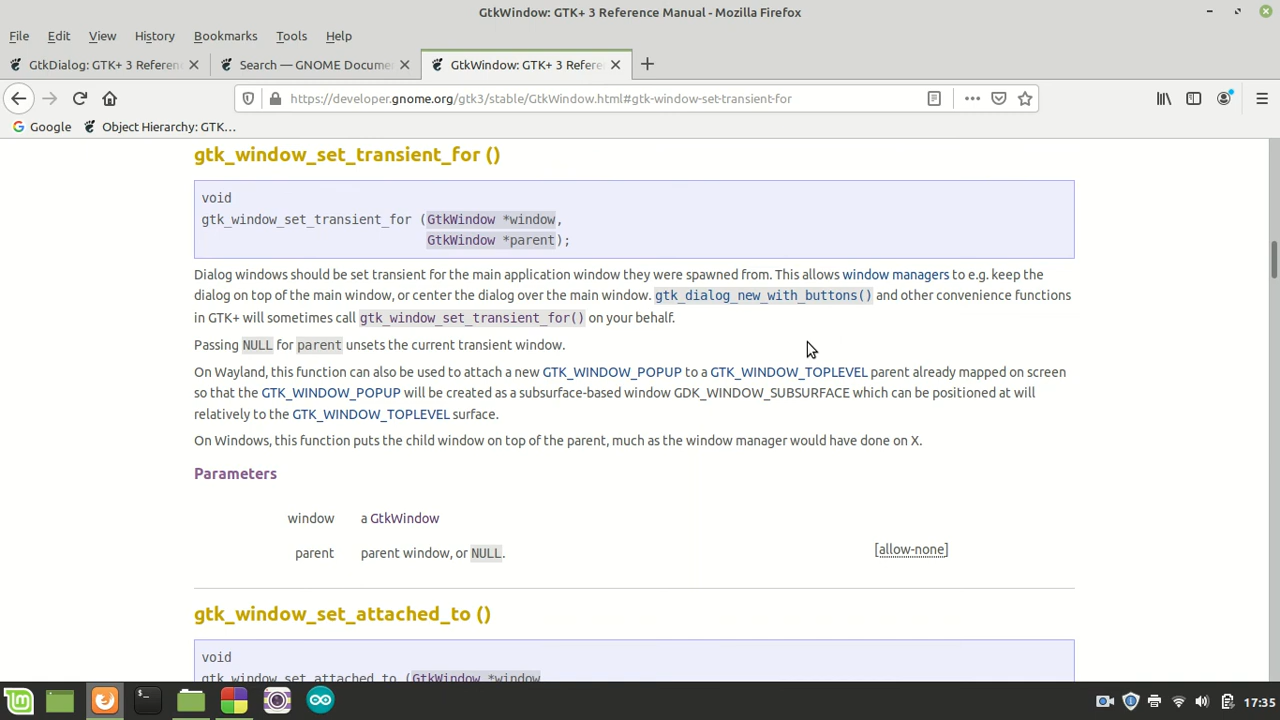 GtkWindow: GTK+ 3 Reference Manual - Mozilla Firefox
File Edit View History Bookmarks Tools Help
GtkDialog: GTK+ 3 Referen Search — GNOME Documen GtkWindow: GTK+ 3 Refere
https://developer.gnome.org/gtk3/stable/GtkWindow.html#gtk-window-set-transient-for
Google Object Hierarchy: GTK...
gtk_window_set_transient_for ()
void
gtk_window_set_transient_for (GtkWindow *window,
GtkWindow *parent);
Dialog windows should be set transient for the main application window they were spawned from. This allows window managers to e.g. keep the
dialog on top of the main window, or center the dialog over the main window. gtk_dialog_new_with_buttons() and other convenience functions
in GTK+ will sometimes call gtk_window_set_transient_for() on your behalf.
Passing NULL for parent unsets the current transient window.
On Wayland, this function can also be used to attach a new GTK_WINDOW_POPUP to a GTK_WINDOW_TOPLEVEL parent already mapped on screen
so that the GTK_WINDOW_POPUP will be created as a subsurface-based window GDK_WINDOW_SUBSURFACE which can be positioned at will
relatively to the GTK_WINDOW_TOPLEVEL surface.
On Windows, this function puts the child window on top of the parent, much as the window manager would have done on X.
Parameters
window a GtkWindow
parent parent window, or NULL. [allow-none]
gtk_window_set_attached_to ()
void
gtk_window_set_attached_to (GtkWindow *window
17:35